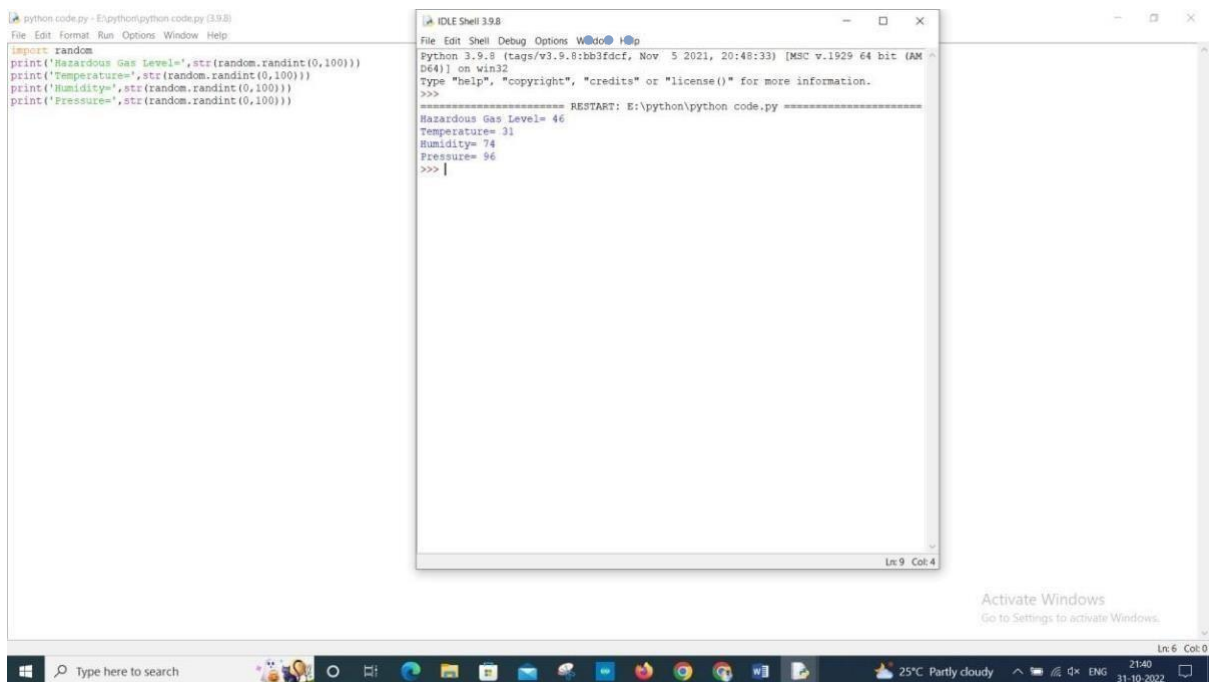 python code.py - E:\python\python code.py (3.9.8)
File Edit Format Run Options Window Help
import random
print('Hazardous Gas Level=',str(random.randint(0,100)))
print('Temperature=',str(random.randint(0,100)))
print('Humidity=',str(random.randint(0,100)))
print('Pressure=',str(random.randint(0,100)))
IDLE Shell 3.9.8
File Edit Shell Debug Options
Python 3.9.8 (tags/v3.9.8:bb3fdcf, Nov 5 2021, 20:48:33) [MSC v.1929 64 bit (AM
D64)] on win32
Type "help", "copyright", "credits" or "license()" for more information.
>>>
====================== RESTART: E:\python\python code.py =====================
Hazardous Gas Level= 46
Temperature= 31
Humidity= 74
Pressure= 96
>>>
Ln: 9 Col: 4
Activate Windows
Go to Settings to activate Windows.
Ln: 6 Col: 0
Type here to search
25°C Partly cloudy
ENG
21:40
31-10-2022